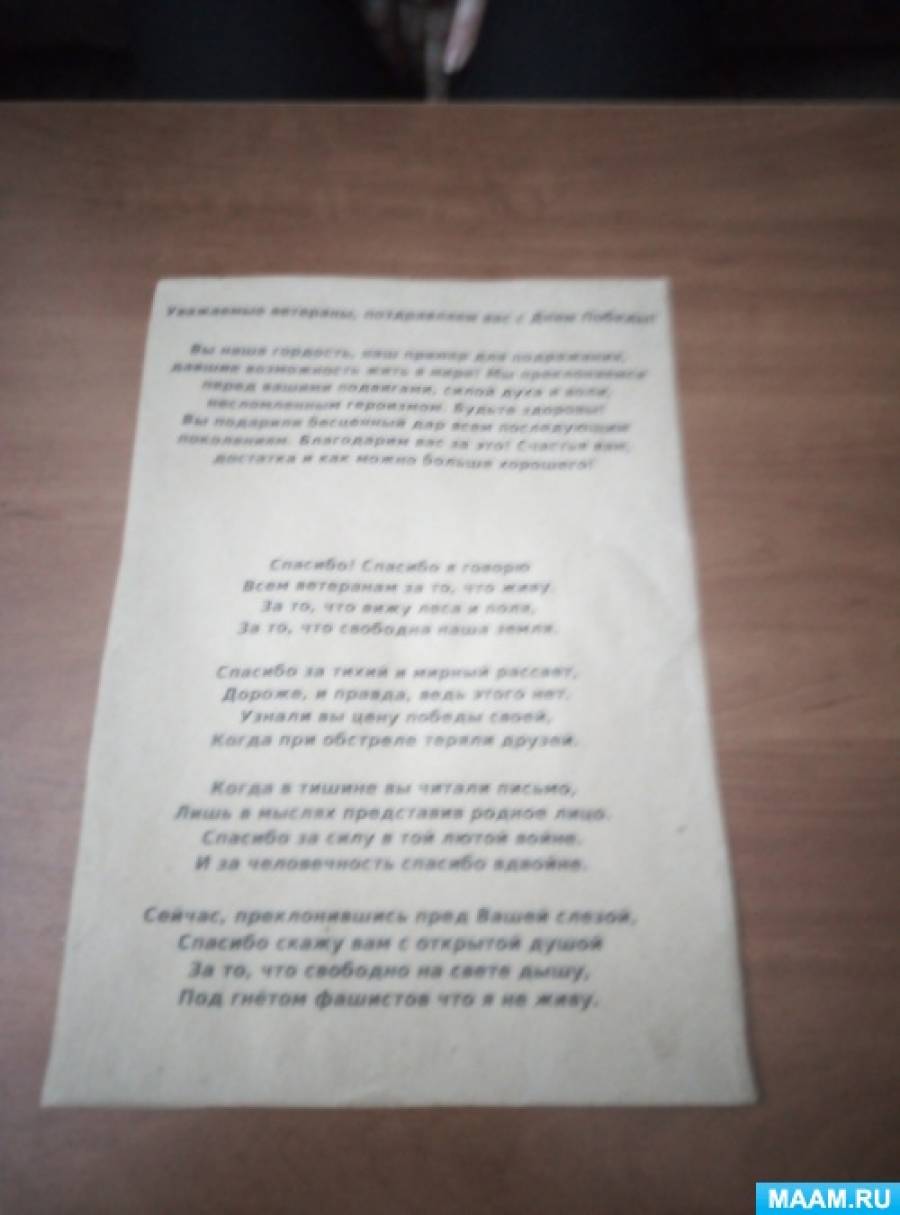 Уважаемые ветераны, поздравляем вас с Днем Победы!
Вы наша гордость, наш пример для подражания,
давшие возможность жить в мире! Мы преклоняемся
перед вашими подвигами, силой духа и воли,
несломленным героизмом. Будьте здоровы!
Вы подарили бесценный дар всем последующим
поколениям. Благодарим вас за это! Счастья вам,
достатка и как можно больше хорошего!
Спасибо! Спасибо я говорю
Всем ветеранам за то, что живу.
За то, что вижу леса и поля,
За то, что свободна наша земля.
Спасибо за тихий и мирный рассвет,
Дороже, и правда, ведь этого нет.
Узнали вы цену победы своей,
Когда при обстреле теряли друзей.
Когда в тишине вы читали письмо,
Лишь в мыслях представив родное лицо.
Спасибо за силу в той лютой войне.
И за человечность спасибо вдвойне.
Сейчас, преклонившись пред Вашей слезой,
Спасибо скажу вам с открытой душой
За то, что свободно на свете дышу,
Под гнётом фашистов что я не живу.
MAAM.RU